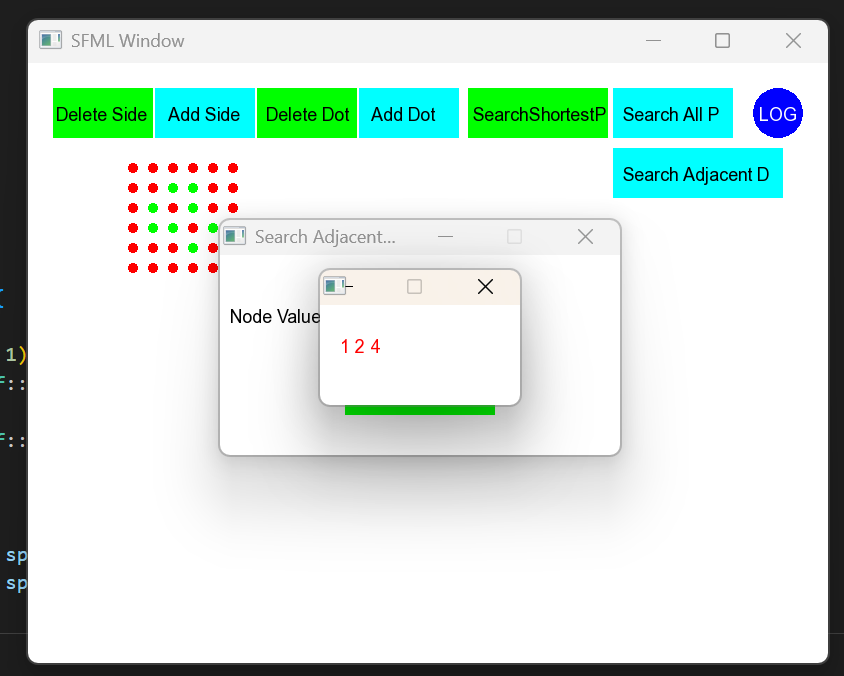 SFML Window
Delete Side Add Side Delete Dot Add Dot SearchShortestP Search All P LOG
Search Adjacent D
Search Adjacent...
Node Value
1 2 4
1)
f::
f::
sp
sp